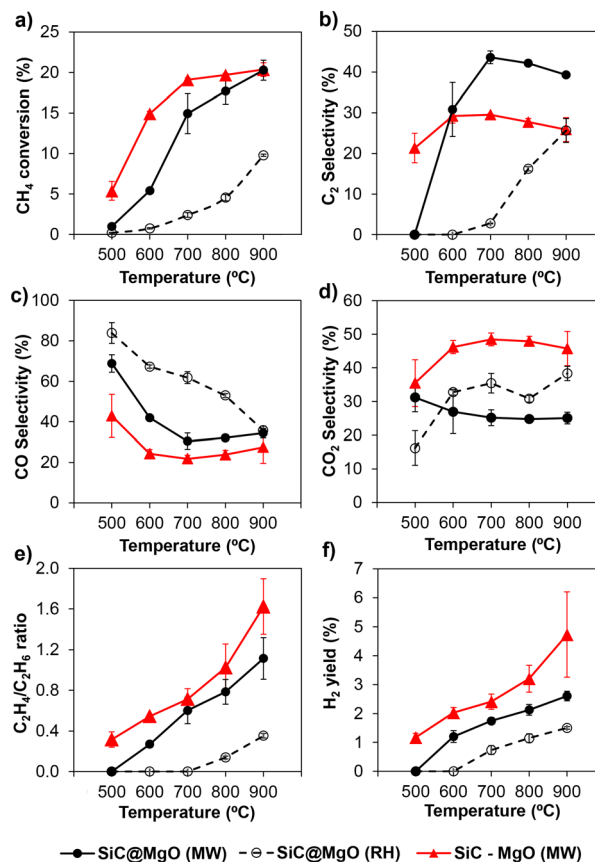 a)
CH₄ conversion (%)
25
20
15
10
5
0
500 600 700 800 900
Temperature (ºC)
b)
C₂ Selectivity (%)
50
40
30
20
10
0
500 600 700 800 900
Temperature (ºC)
c)
CO Selectivity (%)
100
80
60
40
20
0
500 600 700 800 900
Temperature (ºC)
d)
CO₂ Selectivity (%)
60
50
40
30
20
10
0
500 600 700 800 900
Temperature (ºC)
e)
C₂H₄/C₂H₆ ratio
2.0
1.6
1.2
0.8
0.4
0.0
500 600 700 800 900
Temperature (ºC)
f)
H₂ yield (%)
7
6
5
4
3
2
1
0
500 600 700 800 900
Temperature (ºC)
SiC@MgO (MW) SiC@MgO (RH) SiC - MgO (MW)